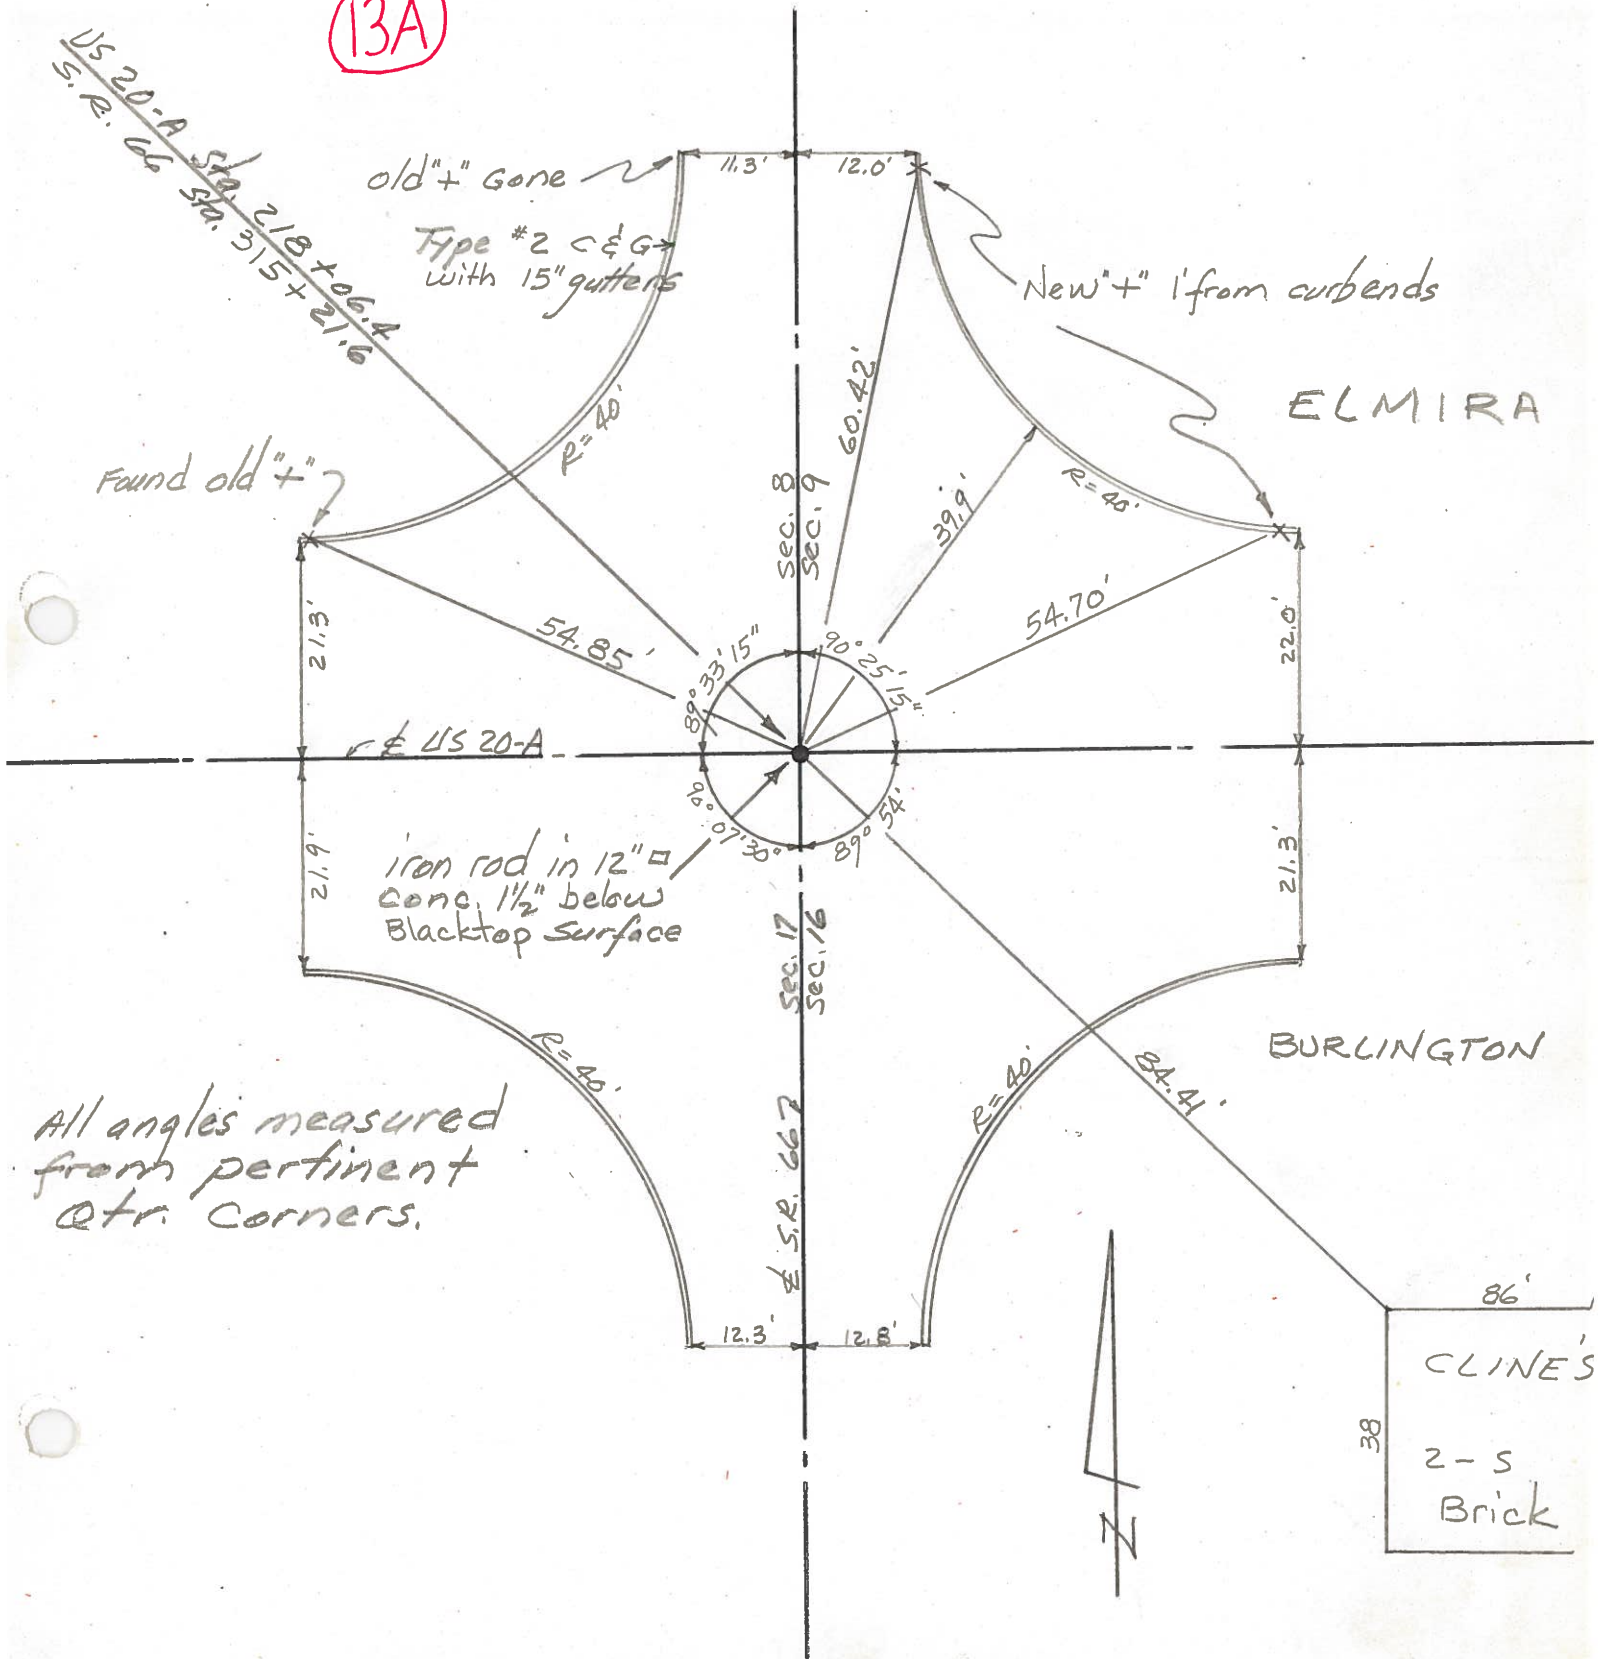 13A
US 20-A Sta. 218+06.4
S.R. 66 Sta. 315+21.6
11.3'
12.0'
old "+" Gone
Type #2 C & G
with 15" gutters
New "+" 1' from curbends
ELMIRA
R=40'
60.42'
R=40'
39.9'
Found old "+"
Sec. 8
Sec. 9
21.3'
54.85'
54.70'
22.0'
89° 33' 15"
90° 25' 15"
℄ US 20-A
90° 07' 30"
89° 54'
21.9'
21.3'
iron rod in 12" □
conc. 1½" below
Blacktop Surface
Sec. 17
Sec. 16
R=40'
R=40'
84.41'
BURLINGTON
All angles measured
from pertinent
Qtr. Corners.
℄ S.R. 66
12.3'
12.8'
86'
CLINE'S
38
2-S
Brick
N